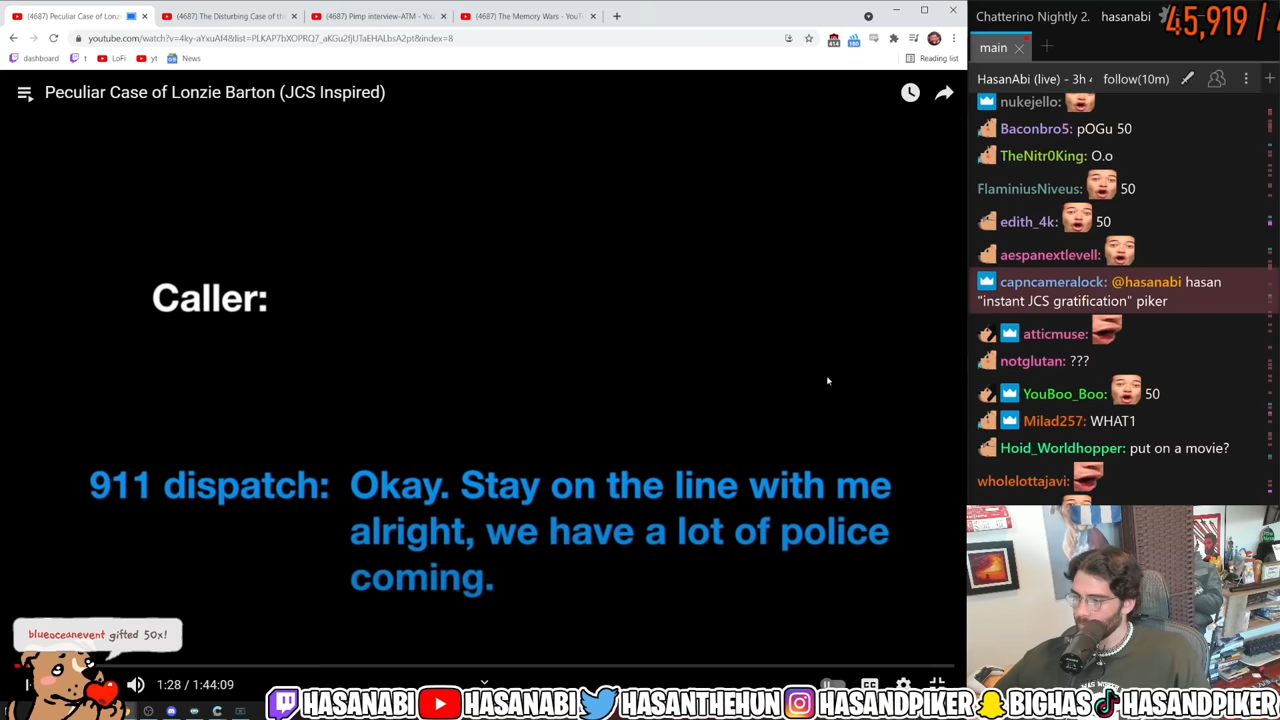 (4687) Peculiar Case of Lonz
(4687) The Disturbing Case of th
(4687) Pimp interview-ATM - You
(4687) The Memory Wars - YouT
youtube.com/watch?v=4ky-aYxuAf4&list=PLKAP7bXOPRQ7_aKGu2fjUTaEHALbsA2pt&index=8
414
180
dashboard
t
LoFi
yt
News
Reading list
Peculiar Case of Lonzie Barton (JCS Inspired)
Caller:
911 dispatch: Okay. Stay on the line with me
alright, we have a lot of police
coming.
blueoceanevent gifted 50x!
1:28 / 1:44:09
Chatterino Nightly 2.
hasanabi
45,919 /
main
HasanAbi (live) - 3h
follow(10m)
nukejello:
Baconbro5: pOGu 50
TheNitr0King: O.o
FlaminiusNiveus: 50
edith_4k: 50
aespanextlevell:
capncameralock: @hasanabi hasan
"instant JCS gratification" piker
atticmuse:
notglutan: ???
YouBoo_Boo: 50
Milad257: WHAT1
Hoid_Worldhopper: put on a movie?
wholelottajavi:
HASANABI HASANABI HASANTHEHUN HASANDPIKER BIGHAS HASANDPIKER